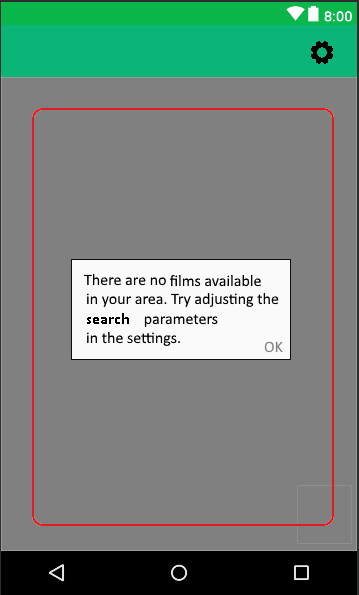 8:00
There are no films available
in your area. Try adjusting the
search parameters
in the settings.
OK